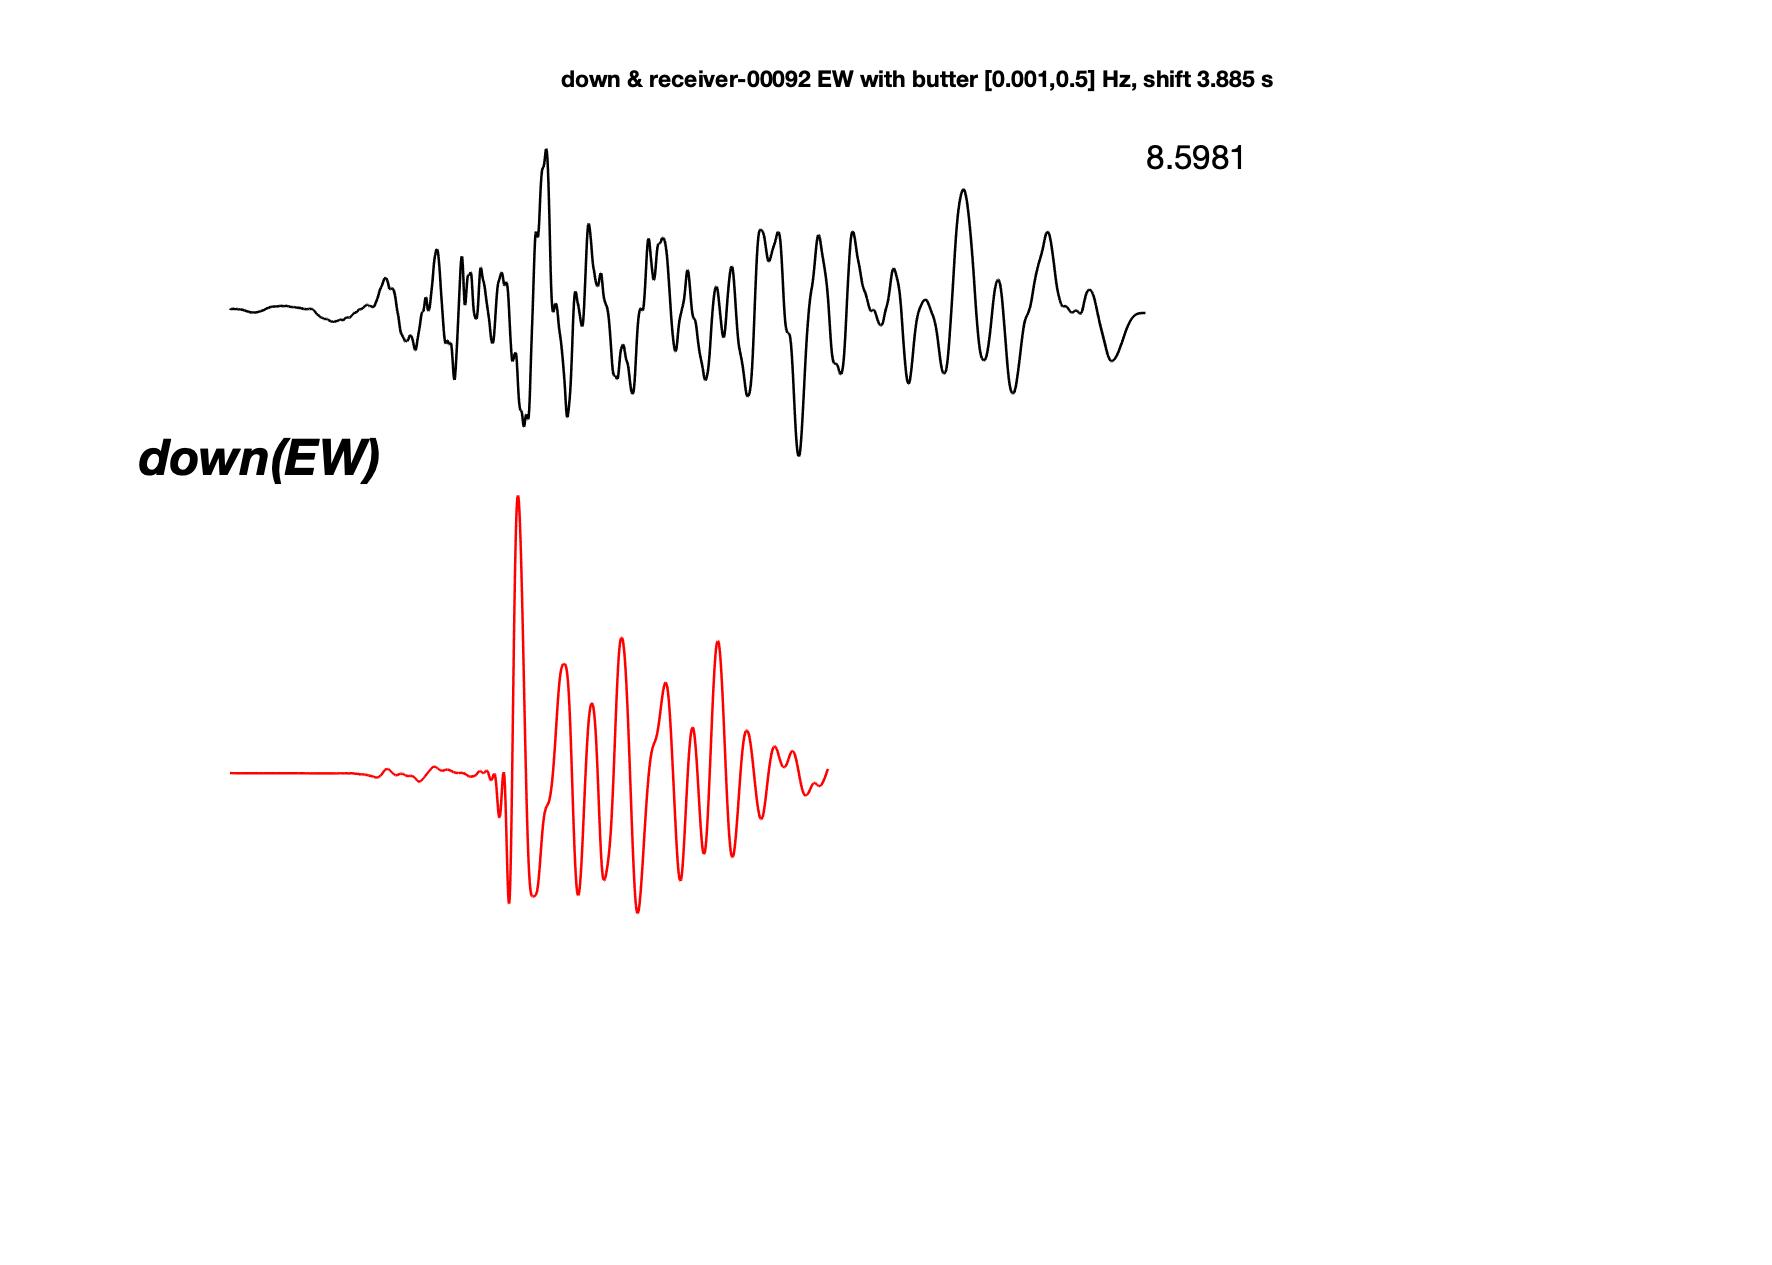 down & receiver-00092 EW with butter [0.001,0.5] Hz, shift 3.885 s
8.5981
down(EW)